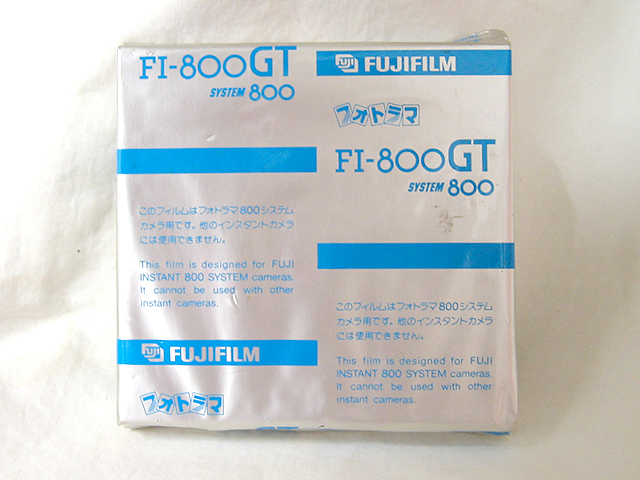 FI-800GT
SYSTEM 800
このフィルムはフォトラマ800システム
カメラ用です。他のインスタントカメラ
には使用できません。
This film is designed for FUJI
INSTANT 800 SYSTEM cameras.
It cannot be used with other
instant cameras.
FUJI FUJIFILM
フォトラマ
FUJI FUJIFILM
フォトラマ
FI-800GT
SYSTEM 800
このフィルムはフォトラマ800システム
カメラ用です。他のインスタントカメラ
には使用できません。
This film is designed for FUJI
INSTANT 800 SYSTEM cameras.
It cannot be used with other
instant cameras.
GT